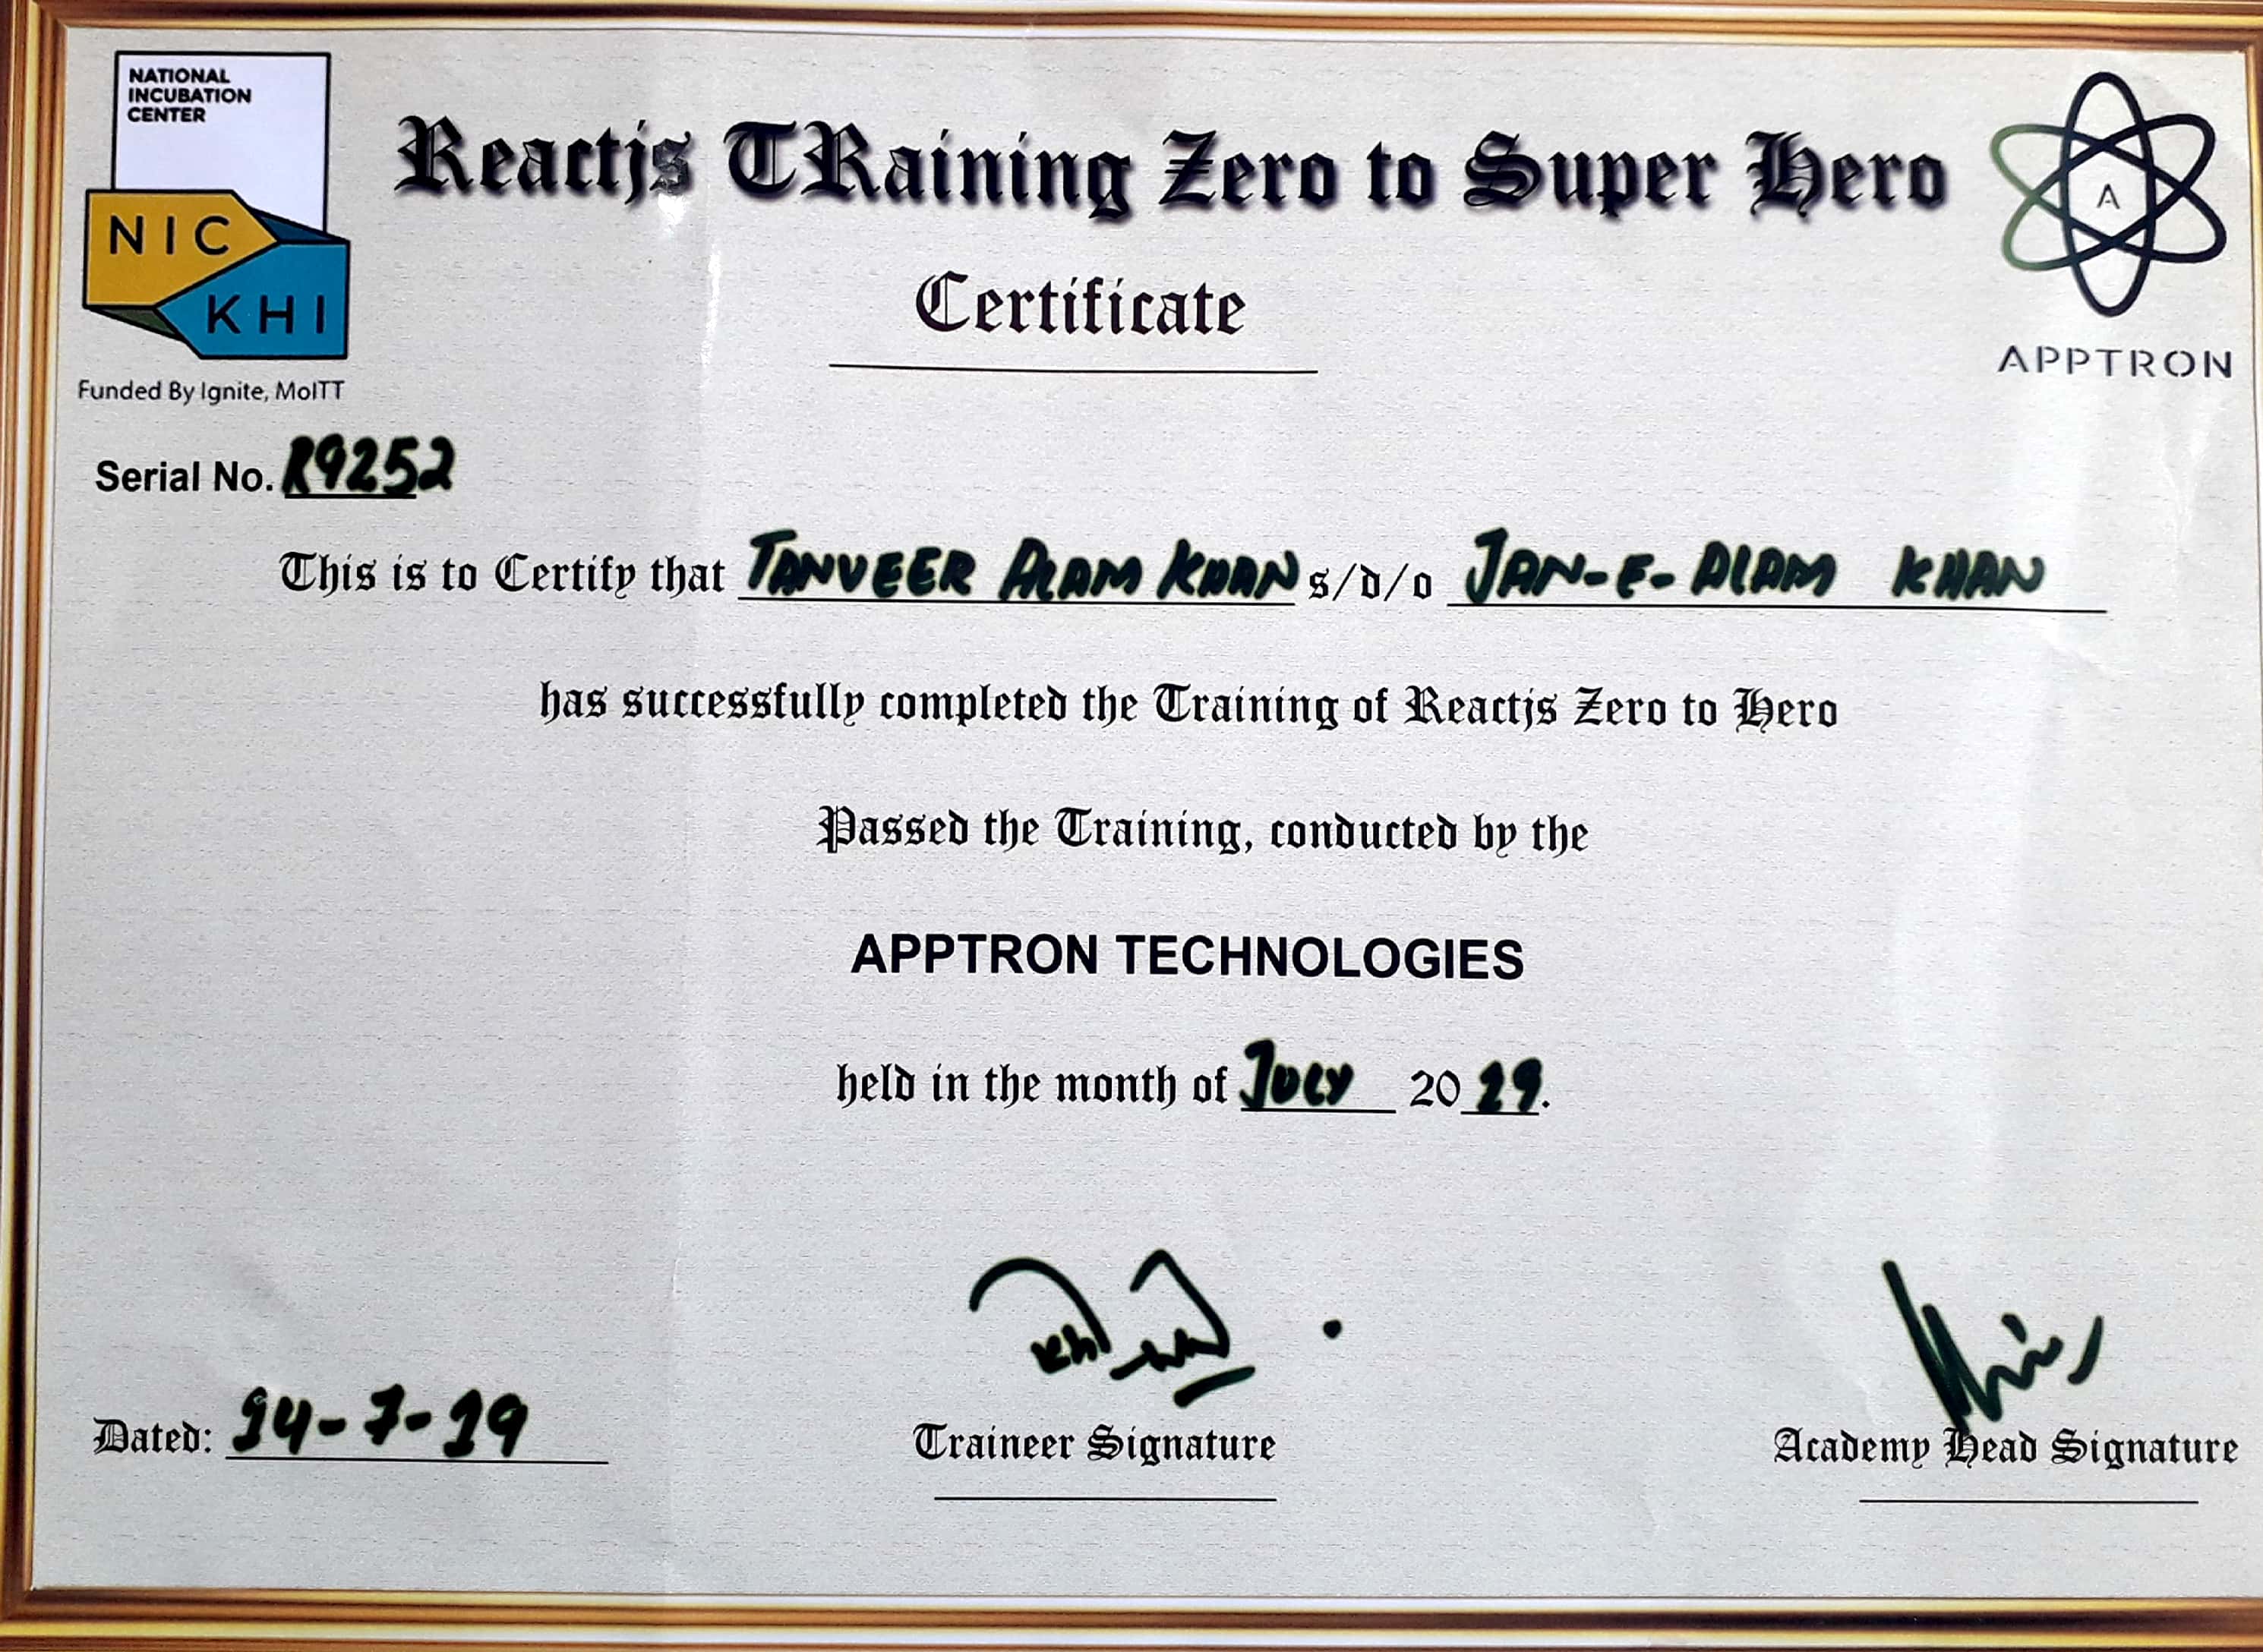 NATIONAL
INCUBATION
CENTER
NIC
KHI
Funded By Ignite, MoITT
Reactjs TRaining Zero to Super Hero
Certificate
A
APPTRON
Serial No. R9252
This is to Certify that TANVEER ALAM KHAN s/d/o JAN-E-ALAM KHAN
has successfully completed the Training of Reactjs Zero to Hero
Passed the Training, conducted by the
APPTRON TECHNOLOGIES
held in the month of JULY 2019.
Dated: 14-7-19
Traineer Signature
Academy Head Signature